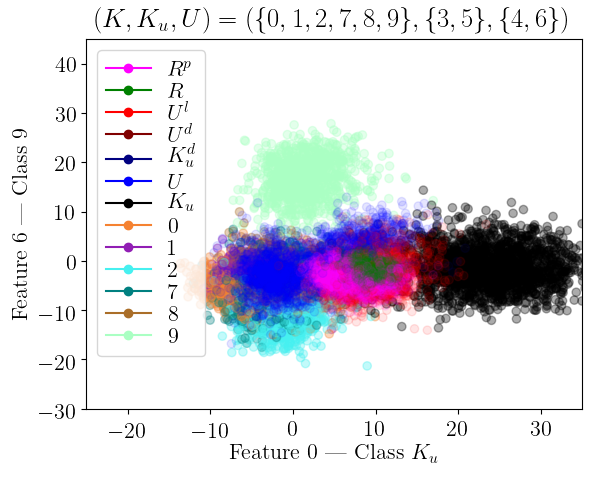 (K, K_u, U) = ({0, 1, 2, 7, 8, 9}, {3, 5}, {4, 6})
40
30
20
10
0
−10
−20
−30
Feature 6 — Class 9
R^p
R
U^l
U^d
K_u^d
U
K_u
0
1
2
7
8
9
−20 −10 0 10 20 30
Feature 0 — Class K_u